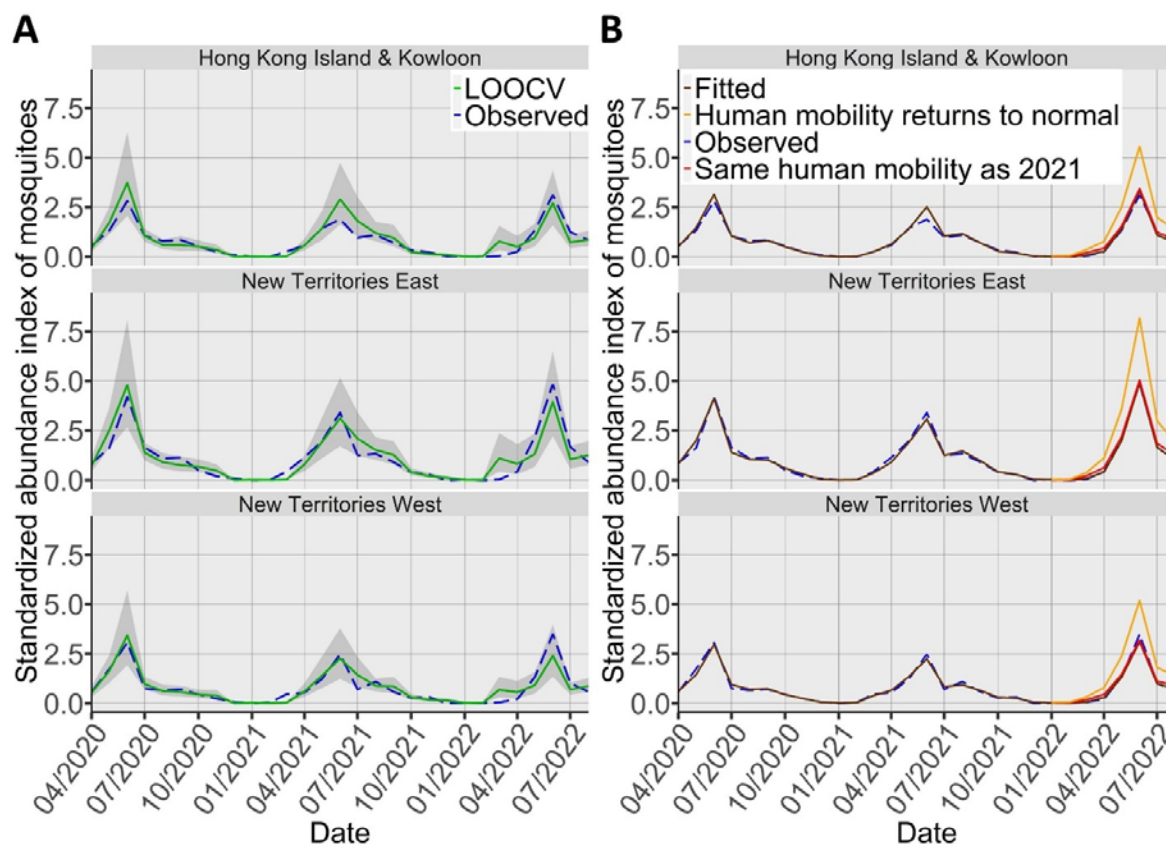 A
Standardized abundance index of mosquitoes
Hong Kong Island & Kowloon
LOOCV
Observed
7.5
5.0
2.5
0.0
New Territories East
7.5
5.0
2.5
0.0
New Territories West
7.5
5.0
2.5
0.0
04/2020
07/2020
10/2020
01/2021
04/2021
07/2021
10/2021
01/2022
04/2022
07/2022
Date
B
Standardized abundance index of mosquitoes
Hong Kong Island & Kowloon
Fitted
Human mobility returns to normal
Observed
Same human mobility as 2021
7.5
5.0
2.5
0.0
New Territories East
7.5
5.0
2.5
0.0
New Territories West
7.5
5.0
2.5
0.0
04/2020
07/2020
10/2020
01/2021
04/2021
07/2021
10/2021
01/2022
04/2022
07/2022
Date